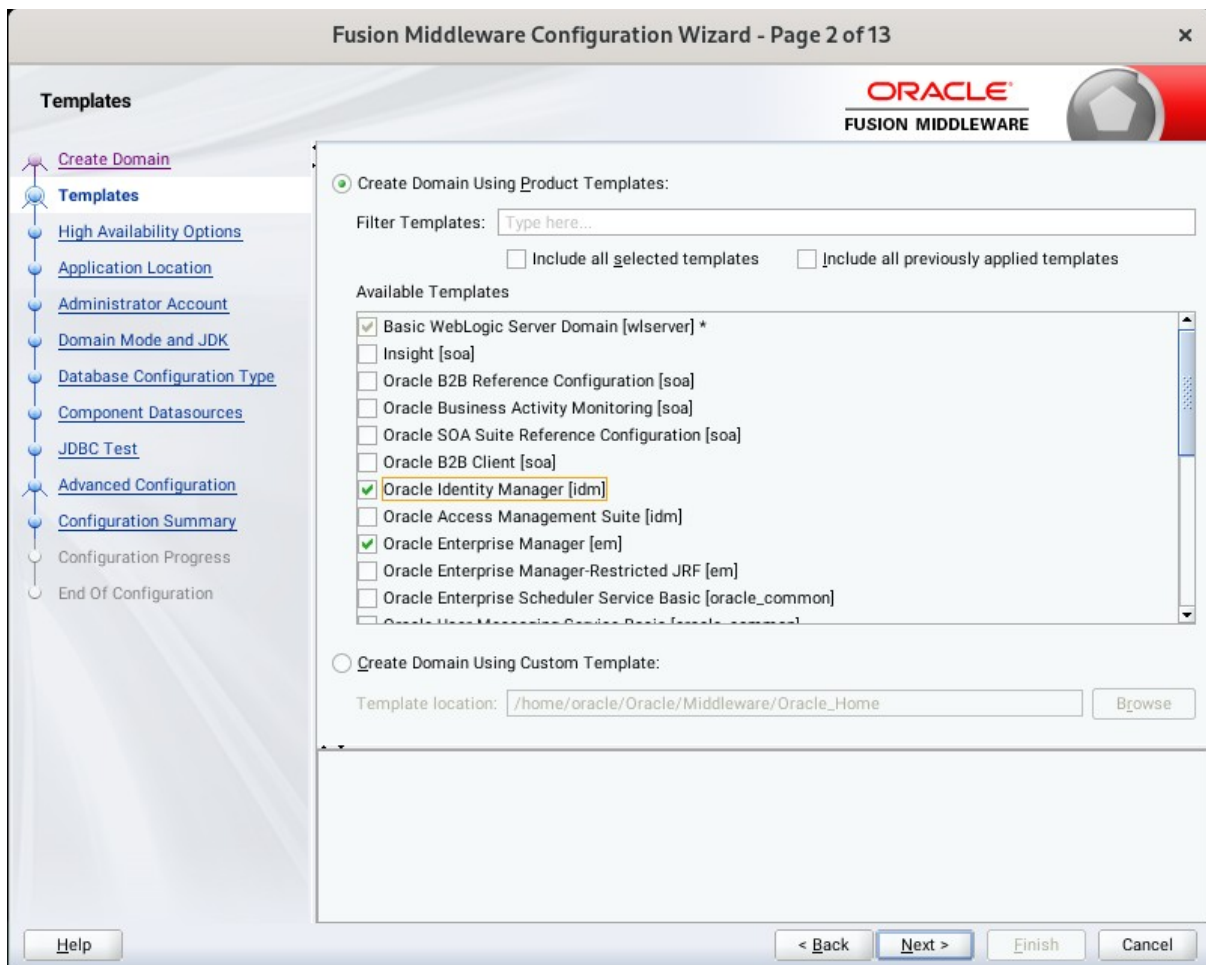 Fusion Middleware Configuration Wizard - Page 2 of 13
Templates
ORACLE
FUSION MIDDLEWARE
Create Domain
Templates
High Availability Options
Application Location
Administrator Account
Domain Mode and JDK
Database Configuration Type
Component Datasources
JDBC Test
Advanced Configuration
Configuration Summary
Configuration Progress
End Of Configuration
Create Domain Using Product Templates:
Filter Templates: Type here...
Include all selected templates Include all previously applied templates
Available Templates
Basic WebLogic Server Domain [wlserver] *
Insight [soa]
Oracle B2B Reference Configuration [soa]
Oracle Business Activity Monitoring [soa]
Oracle SOA Suite Reference Configuration [soa]
Oracle B2B Client [soa]
Oracle Identity Manager [idm]
Oracle Access Management Suite [idm]
Oracle Enterprise Manager [em]
Oracle Enterprise Manager-Restricted JRF [em]
Oracle Enterprise Scheduler Service Basic [oracle_common]
Oracle User Messaging Service Basic [oracle_common]
Create Domain Using Custom Template:
Template location: /home/oracle/Oracle/Middleware/Oracle_Home Browse
Help < Back Next > Finish Cancel